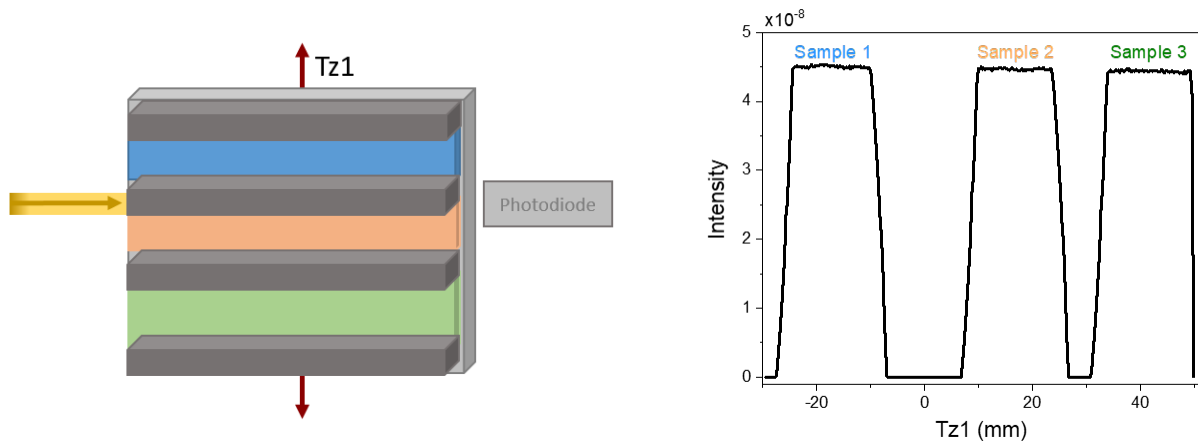 Tz1
Photodiode
x10-8
5
Sample 1
Sample 2
Sample 3
4
3
2
1
0
Intensity
-20
0
20
40
Tz1 (mm)